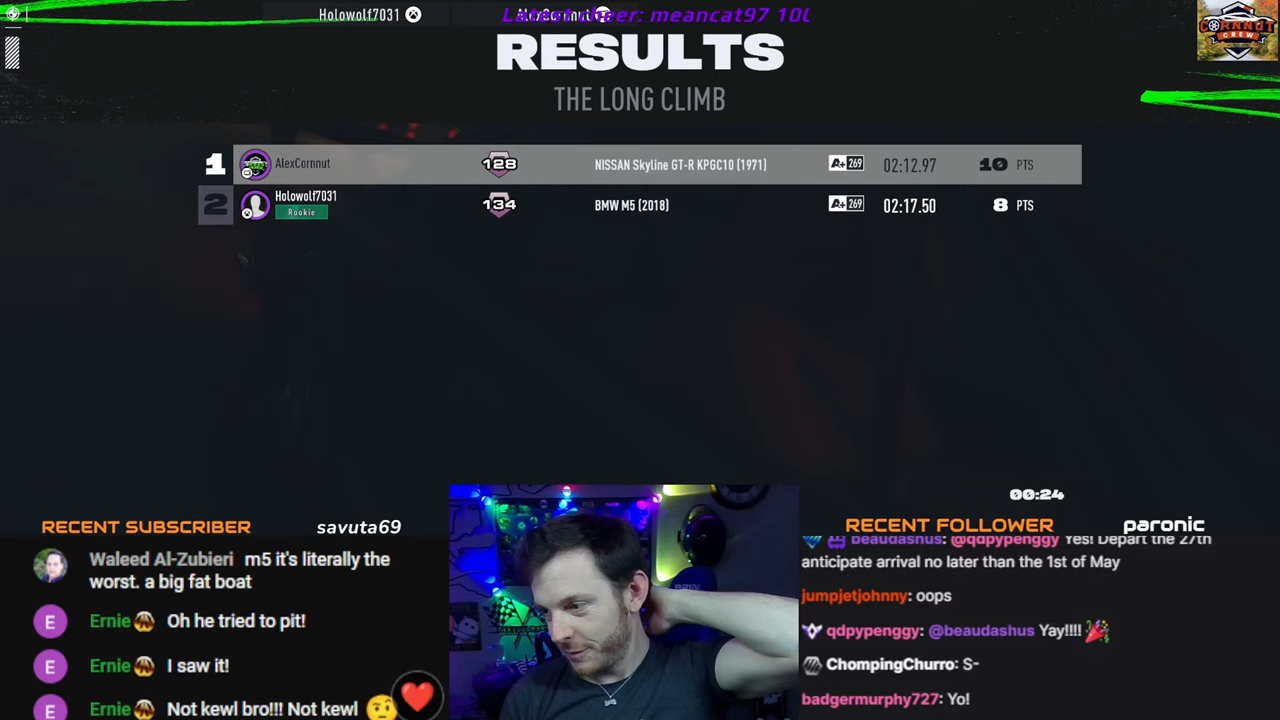 Holowolf7031
Latest cheer: meancat97 100
RESULTS
THE LONG CLIMB
CORNNUT
CREW
1 AlexCornnut 128 NISSAN Skyline GT-R KPGC10 (1971) A+ 269 02:12.97 10 PTS
2 Holowolf7031 134 BMW M5 (2018) A+ 269 02:17.50 8 PTS
Rookie
00:24
RECENT SUBSCRIBER savuta69
Waleed Al-Zubieri m5 it's literally the
worst. a big fat boat
Ernie Oh he tried to pit!
Ernie I saw it!
Ernie Not kewl bro!!! Not kewl
RECENT FOLLOWER paronic
beaudashus: @qdpypenggy Yes! Depart the 27th
anticipate arrival no later than the 1st of May
jumpjetjohnny: oops
qdpypenggy: @beaudashus Yay!!!!
ChompingChurro: S-
badgermurphy727: Yo!